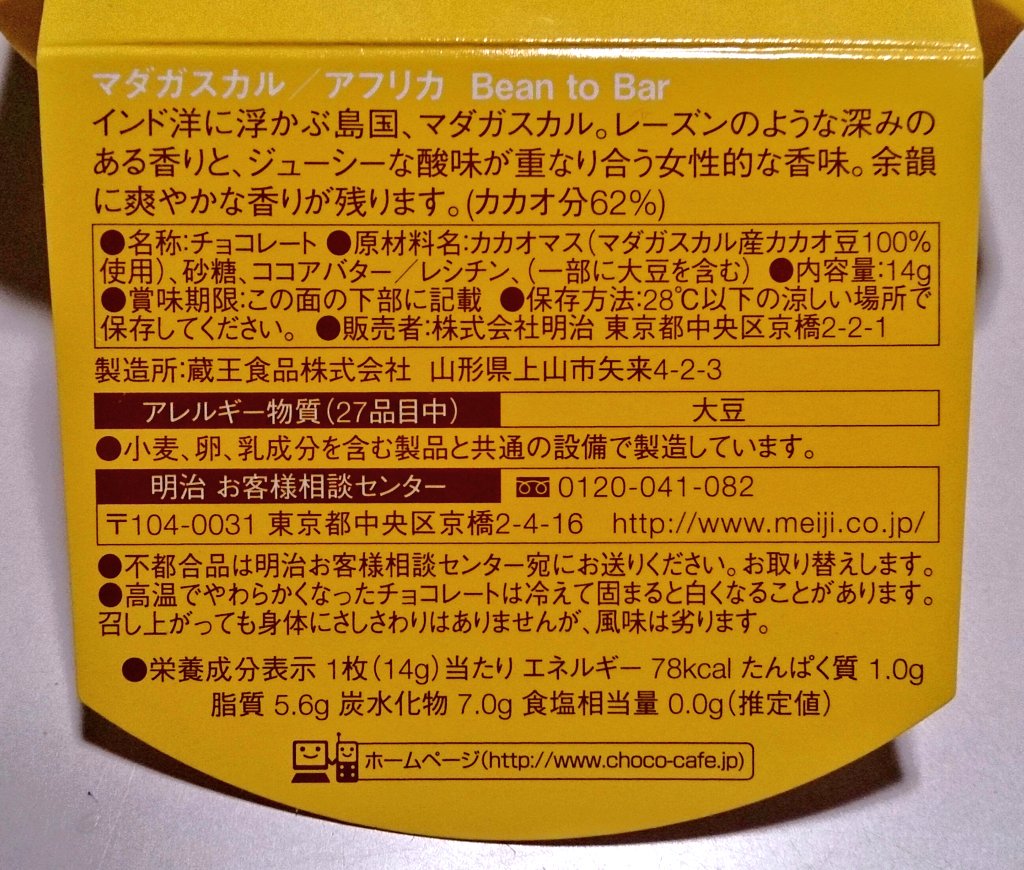 マダガスカル／アフリカ Bean to Bar
インド洋に浮かぶ島国、マダガスカル。レーズンのような深みの
ある香りと、ジューシーな酸味が重なり合う女性的な香味。余韻
に爽やかな香りが残ります。(カカオ分62%)
●名称:チョコレート ●原材料名:カカオマス(マダガスカル産カカオ豆100%
使用)、砂糖、ココアバター／レシチン、(一部に大豆を含む) ●内容量:14g
●賞味期限:この面の下部に記載 ●保存方法:28℃以下の涼しい場所で
保存してください。 ●販売者:株式会社明治 東京都中央区京橋2-2-1
製造所:蔵王食品株式会社 山形県上山市矢来4-2-3
アレルギー物質(27品目中) 大豆
●小麦、卵、乳成分を含む製品と共通の設備で製造しています。
明治 お客様相談センター 0120-041-082
〒104-0031 東京都中央区京橋2-4-16 http://www.meiji.co.jp/
●不都合品は明治お客様相談センター宛にお送りください。お取り替えします。
●高温でやわらかくなったチョコレートは冷えて固まると白くなることがあります。
召し上がっても身体にさしさわりはありませんが、風味は劣ります。
●栄養成分表示 1枚(14g)当たり エネルギー 78kcal たんぱく質 1.0g
脂質 5.6g 炭水化物 7.0g 食塩相当量 0.0g(推定値)
ホームページ(http://www.choco-cafe.jp)